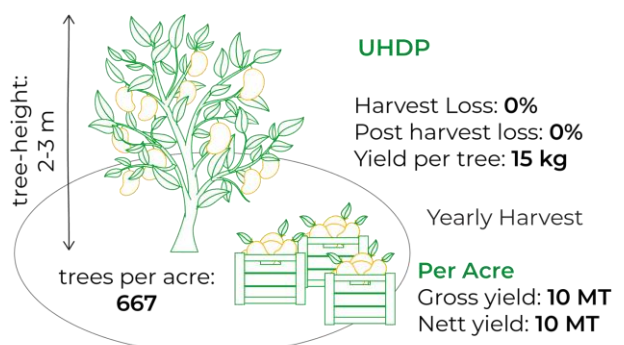 tree-height:
2-3 m
UHDP
Harvest Loss: 0%
Post harvest loss: 0%
Yield per tree: 15 kg
Yearly Harvest
trees per acre:
667
Per Acre
Gross yield: 10 MT
Nett yield: 10 MT